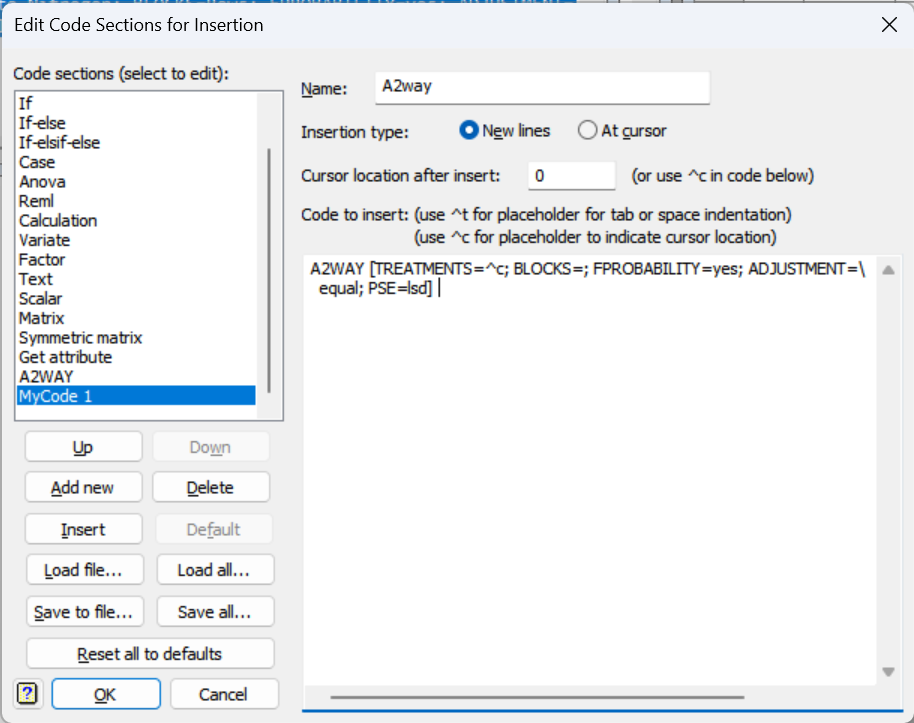 Edit Code Sections for Insertion
Code sections (select to edit):
If
If-else
If-elsif-else
Case
Anova
Reml
Calculation
Variate
Factor
Text
Scalar
Matrix
Symmetric matrix
Get attribute
A2WAY
MyCode 1
Up
Down
Add new
Delete
Insert
Default
Load file...
Load all...
Save to file...
Save all...
Reset all to defaults
?
OK
Cancel
Name:
A2way
Insertion type:
New lines
At cursor
Cursor location after insert:
0
(or use ^c in code below)
Code to insert: (use ^t for placeholder for tab or space indentation)
(use ^c for placeholder to indicate cursor location)
A2WAY [TREATMENTS=^c; BLOCKS=; FPROBABILITY=yes; ADJUSTMENT=\
equal; PSE=lsd]